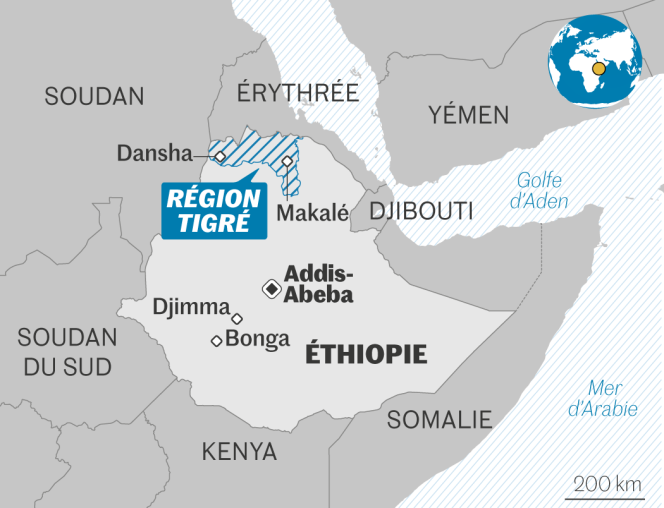 SOUDAN
ÉRYTHRÉE
YÉMEN
Dansha
RÉGION
TIGRÉ
Makalé
DJIBOUTI
Golfe
d'Aden
Addis-
Abeba
Djimma
Bonga
ÉTHIOPIE
SOUDAN
DU SUD
SOMALIE
KENYA
Mer
d'Arabie
200 km